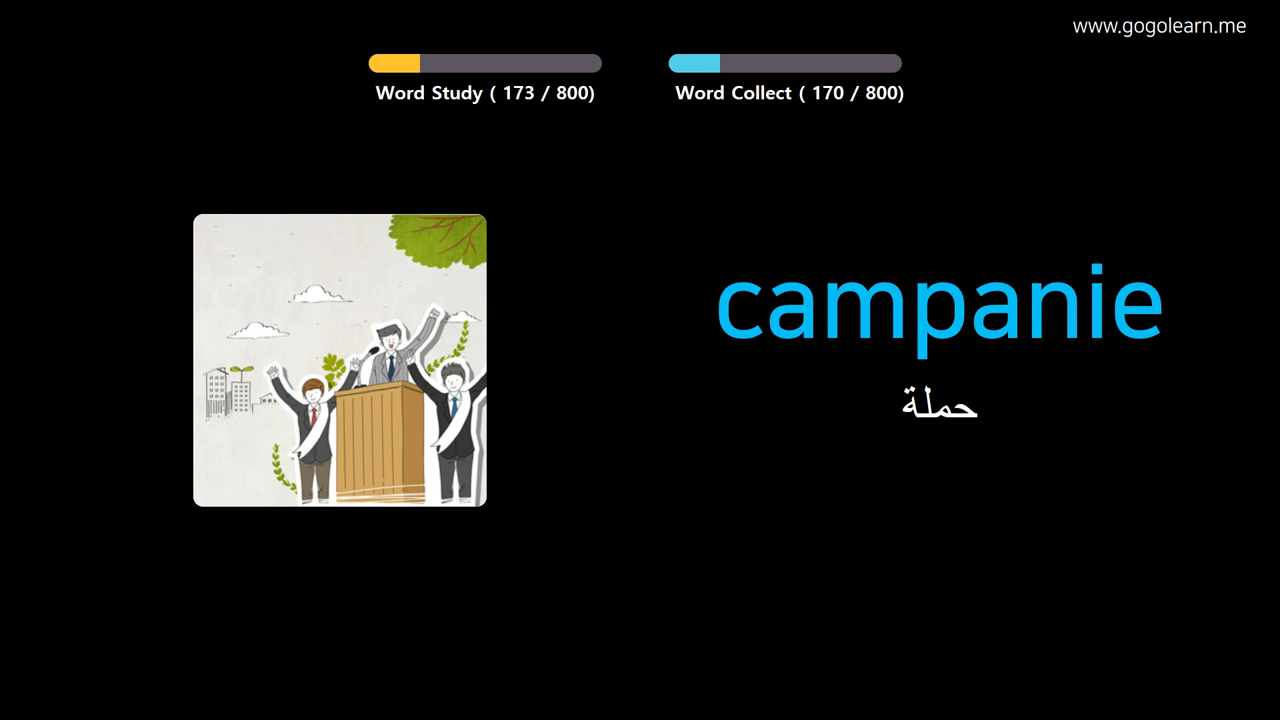 www.gogolearn.me
Word Study ( 173 / 800)
Word Collect ( 170 / 800)
campanie
حملة